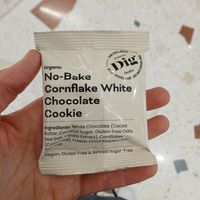 Organic
No-Bake
Cornflake White
Chocolate
Cookie
Dig
Ingredients: White Chocolate (Cocoa
Butter, Coconut Sugar, Gluten-Free Oats,
Cornflakes
Vegan, Gluten-Free & Refined Sugar-Free